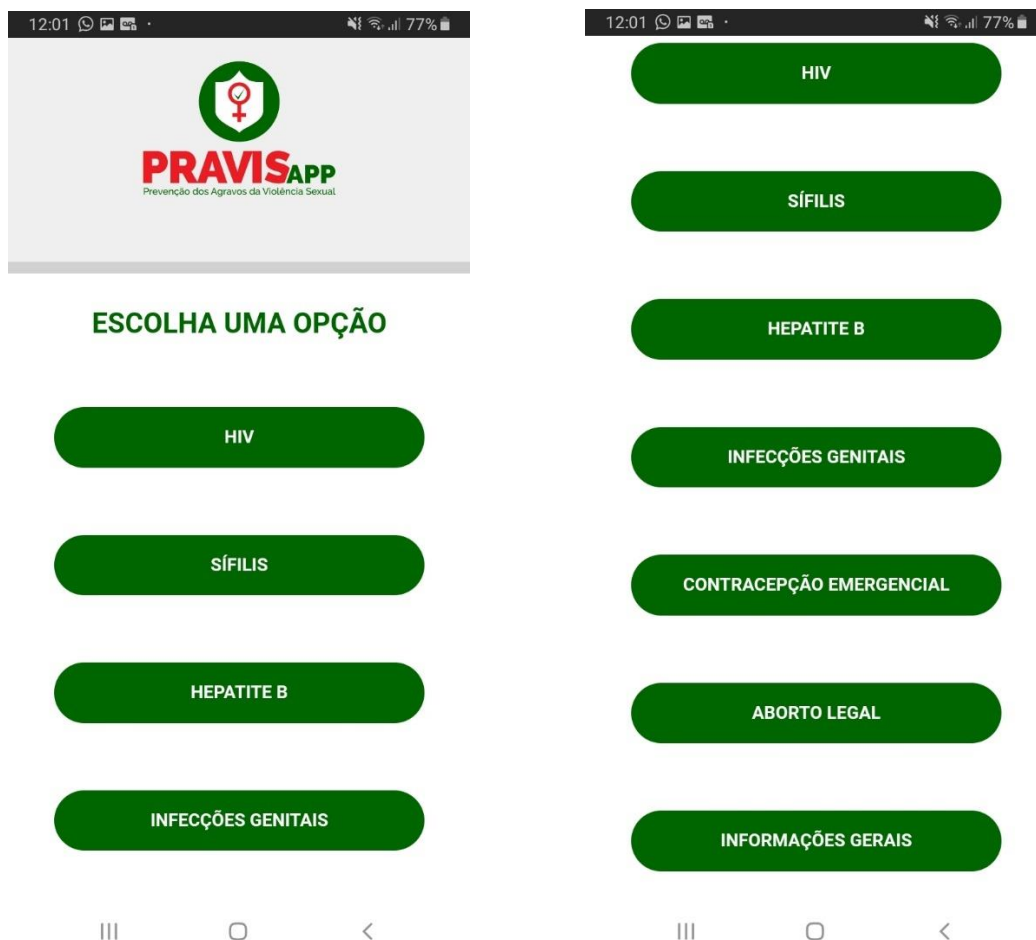 12:01
77%
PRAVISAPP
Prevenção dos Agravos da Violência Sexual
ESCOLHA UMA OPÇÃO
HIV
SÍFILIS
HEPATITE B
INFECÇÕES GENITAIS
12:01
77%
HIV
SÍFILIS
HEPATITE B
INFECÇÕES GENITAIS
CONTRACEPÇÃO EMERGENCIAL
ABORTO LEGAL
INFORMAÇÕES GERAIS